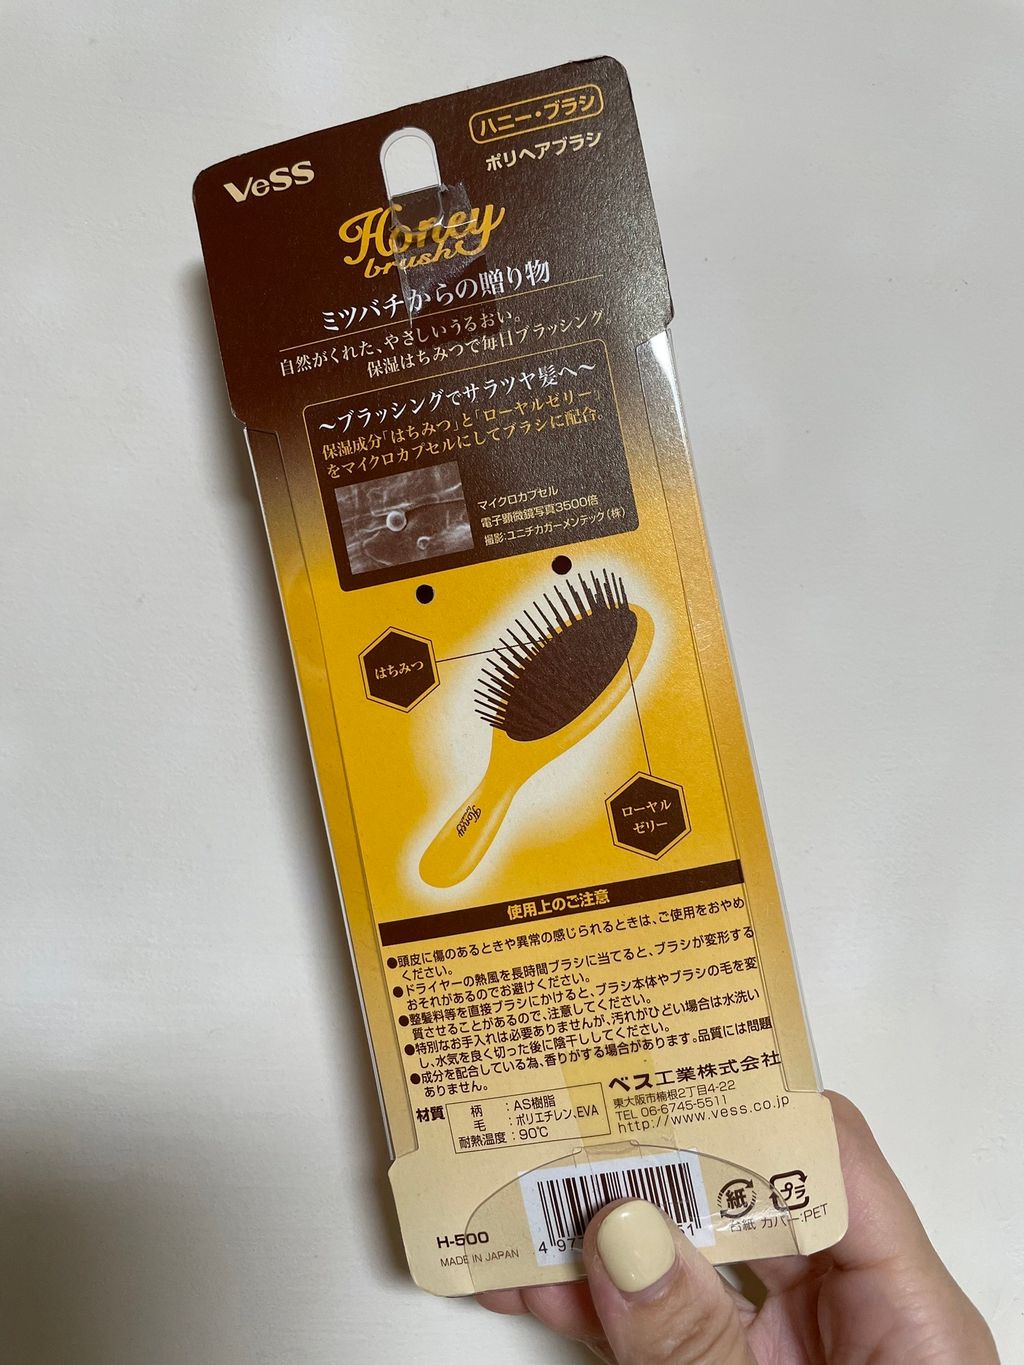 VeSS
ハニー・ブラシ
ポリヘアブラシ
Honey
brush
ミツバチからの贈り物
自然がくれた、やさしいうるおい。
保湿はちみつで毎日ブラッシング。
〜ブラッシングでサラツヤ髪へ〜
保湿成分「はちみつ」と「ローヤルゼリー」
をマイクロカプセルにしてブラシに配合。
マイクロカプセル
電子顕微鏡写真3500倍
撮影:ユニチカガーメンテック(株)
はちみつ
ローヤル
ゼリー
Honey
brush
使用上のご注意
●頭皮に傷のあるときや異常の感じられるときは、ご使用をおやめ
ください。
●ドライヤーの熱風を長時間ブラシに当てると、ブラシが変形する
おそれがあるのでお避けください。
●整髪料等を直接ブラシにかけると、ブラシ本体やブラシの毛を変
質させることがあるので、注意してください。
●特別なお手入れは必要ありませんが、汚れがひどい場合は水洗い
し、水気を良く切った後に陰干ししてください。
●成分を配合している為、香りがする場合があります。品質には問題
ありません。
材質
柄 : AS樹脂
毛 : ポリエチレン、EVA
耐熱温度 : 90℃
ベス工業株式会社
東大阪市楠根2丁目4-22
TEL 06-6745-5511
http://www.vess.co.jp
H-500
MADE IN JAPAN
4 97
51
紙
プラ
台紙 カバー:PET